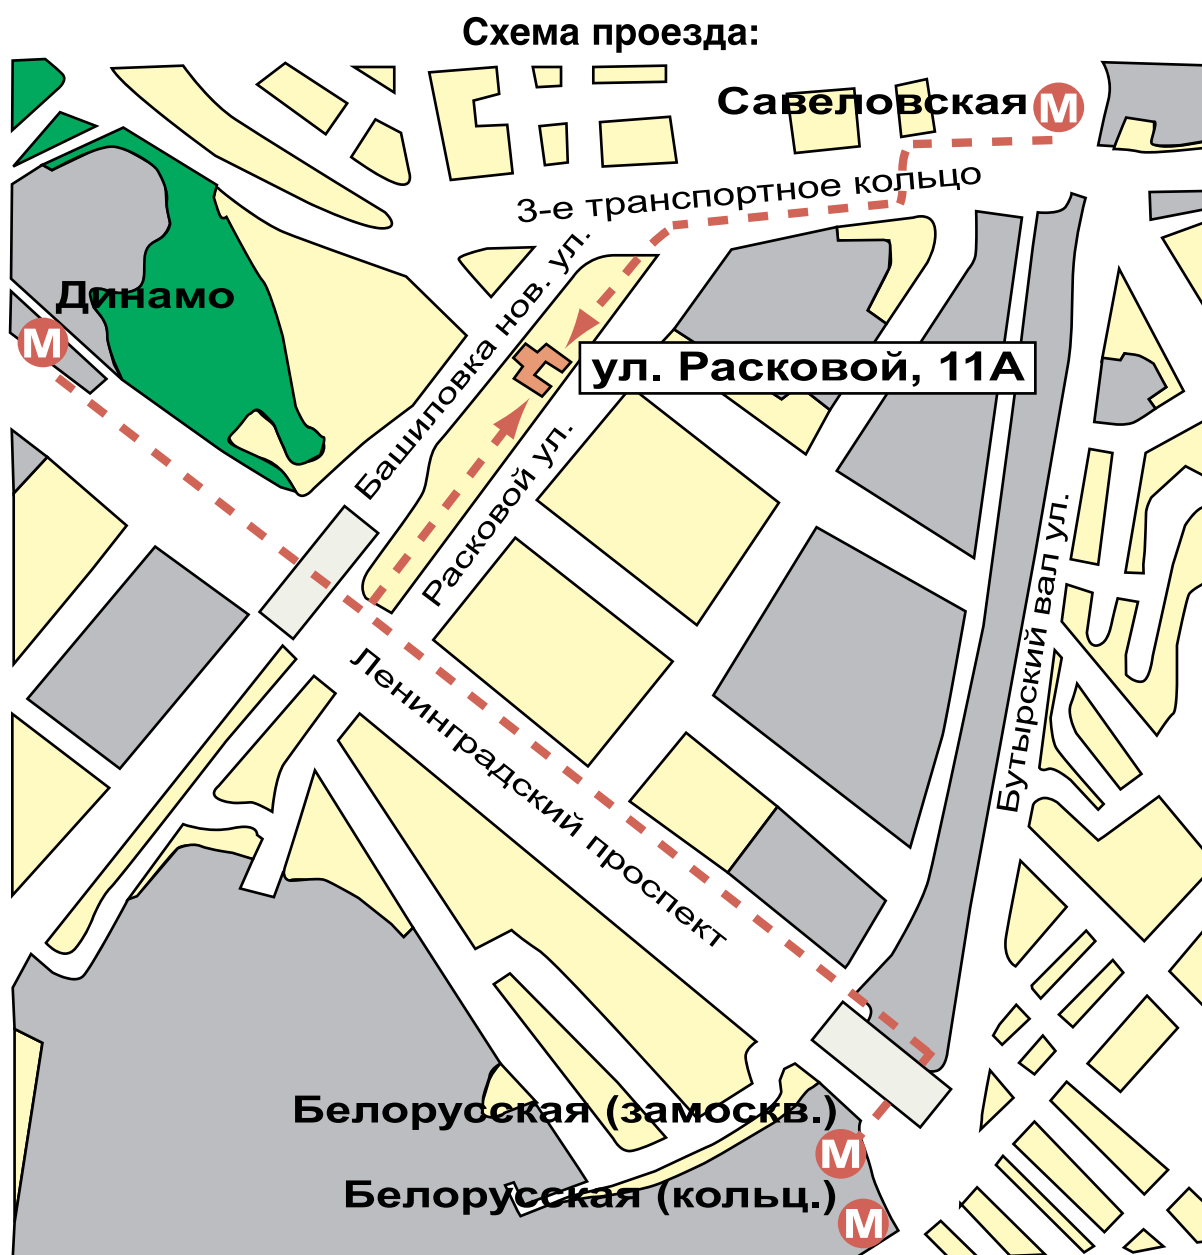 Схема проезда:
Савеловская М
3-е транспортное кольцо
Динамо
М
Башиловка нов. ул.
ул. Расковой, 11А
Расковой ул.
Бутырский вал ул.
Ленинградский проспект
Белорусская (замоскв.)
М
Белорусская (кольц.)
М